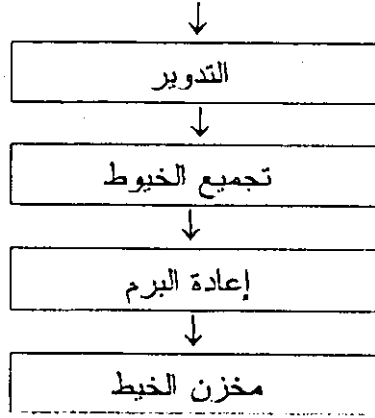 التدوير
تجميع الخيوط
إعادة البرم
مخزن الخيط